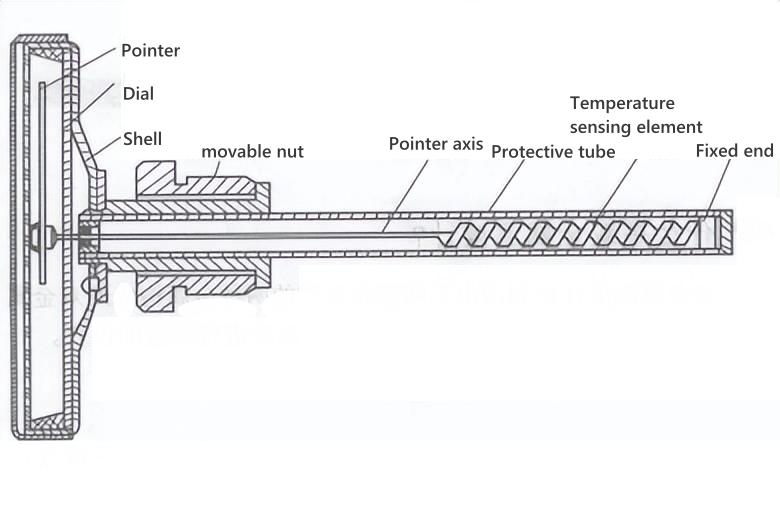 Pointer
Dial
Shell
movable nut
Pointer axis
Temperature
sensing element
Protective tube
Fixed end